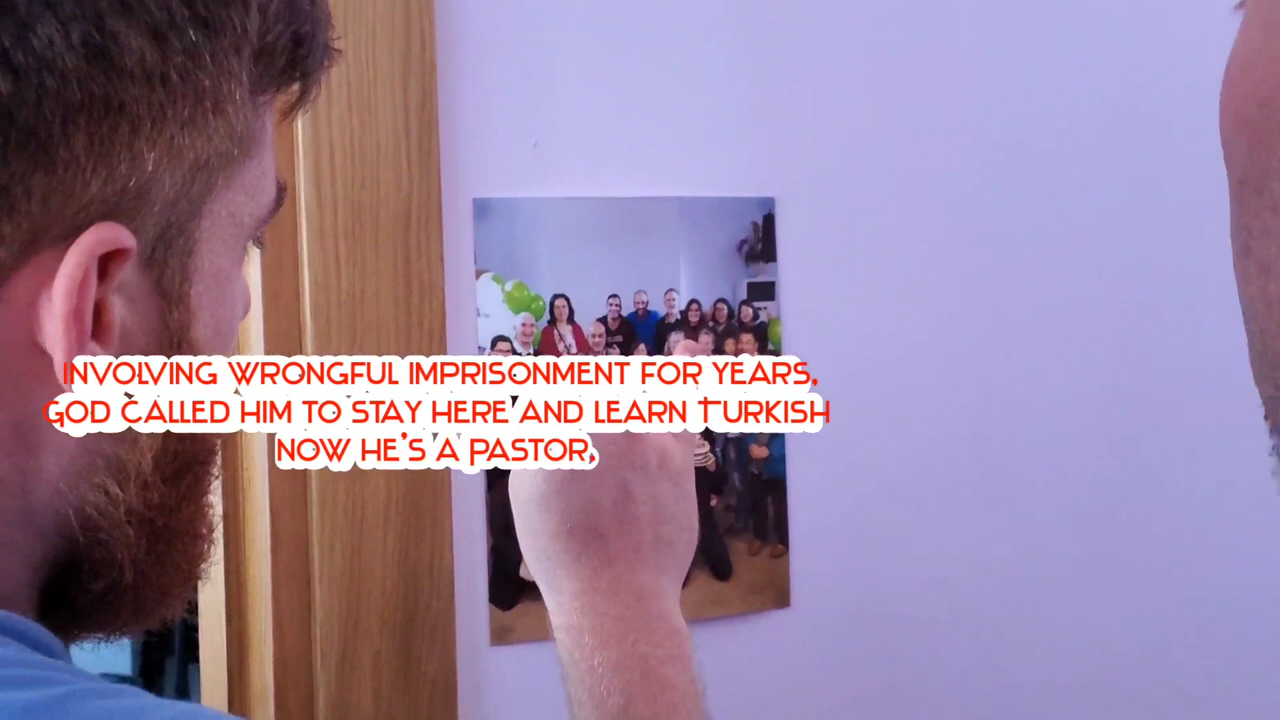 INVOLVING WRONGFUL IMPRISONMENT FOR YEARS,
GOD CALLED HIM TO STAY HERE AND LEARN TURKISH
NOW HE'S A PASTOR,